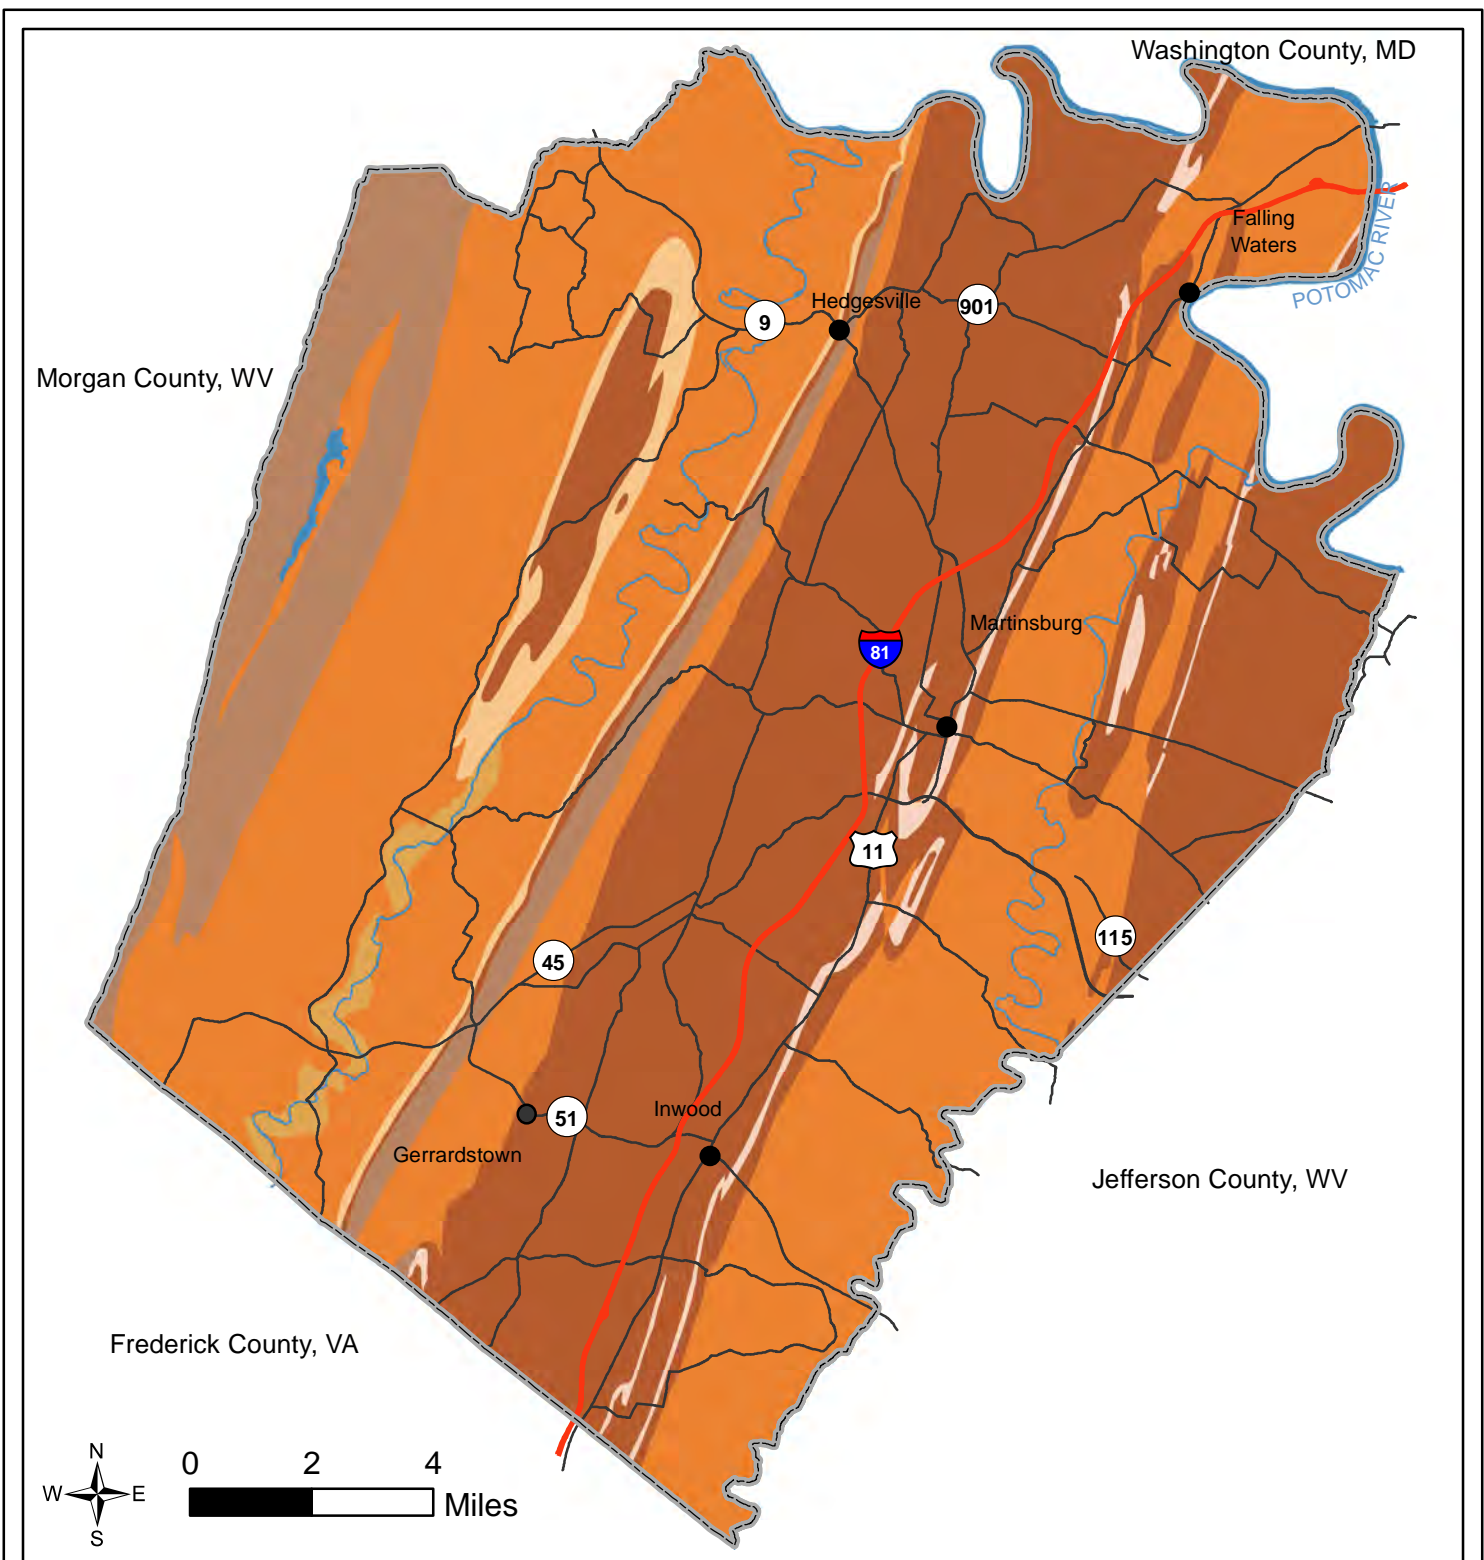 Washington County, MD
Falling
Waters
POTOMAC RIVER
Hedgesville
901
9
Morgan County, WV
Martinsburg
81
11
115
45
Inwood
51
Gerrardstown
Jefferson County, WV
Frederick County, VA
N
W E
S
0 2 4
Miles